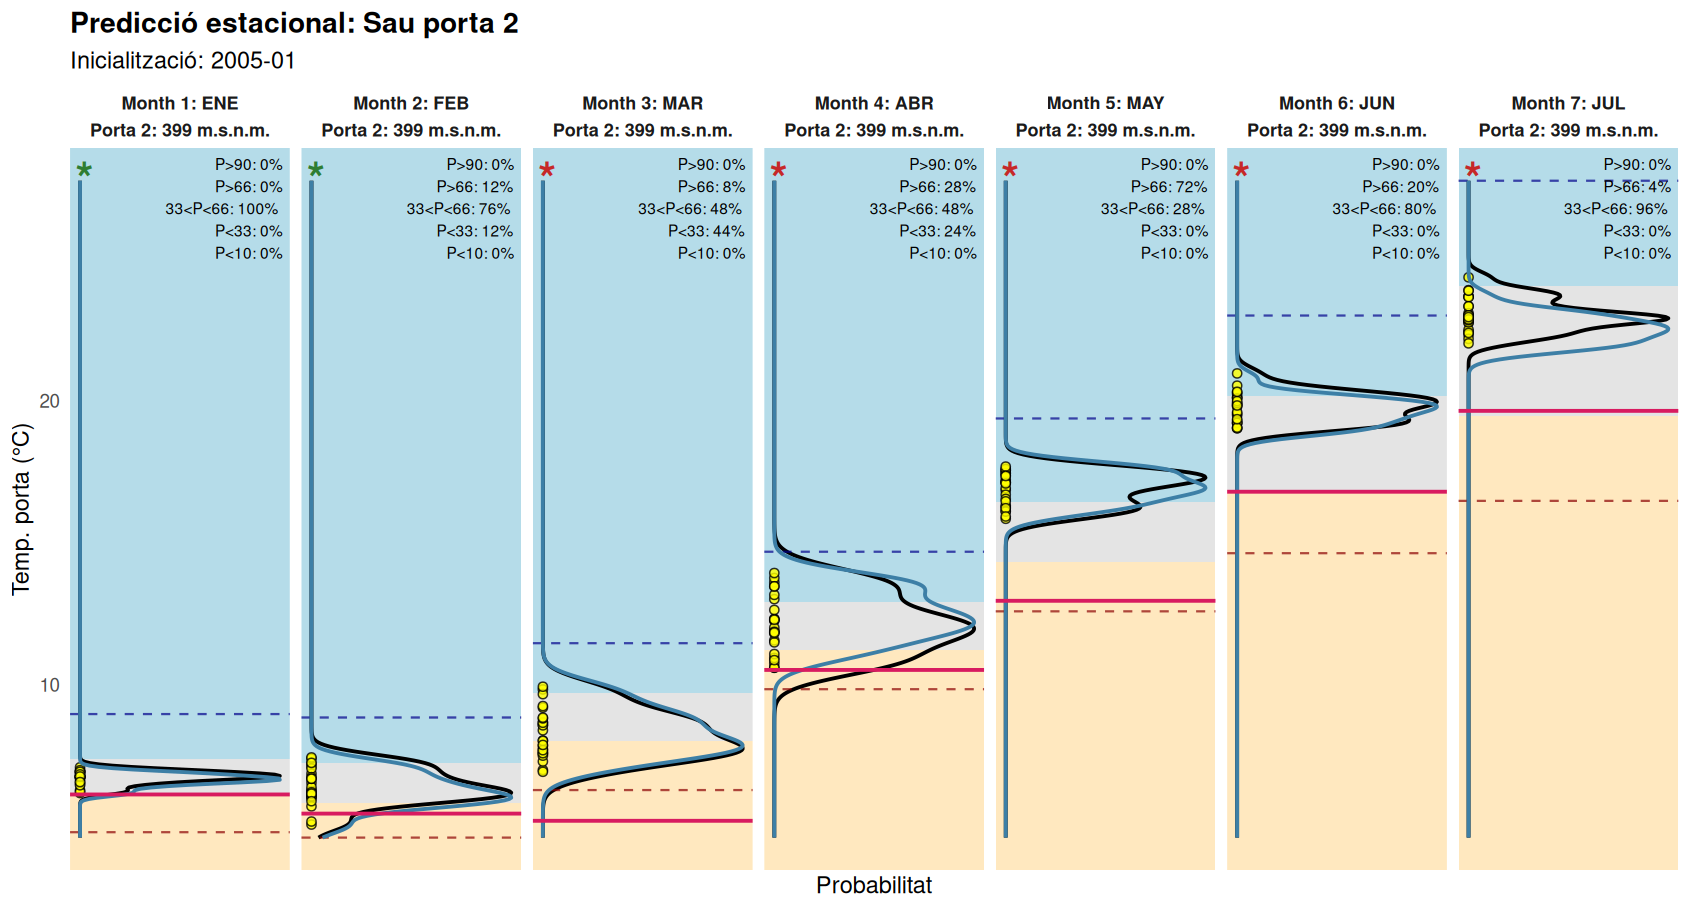 Predicció estacional: Sau porta 2
Inicialització: 2005-01
Month 1: ENE
Porta 2: 399 m.s.n.m.
Month 2: FEB
Porta 2: 399 m.s.n.m.
Month 3: MAR
Porta 2: 399 m.s.n.m.
Month 4: ABR
Porta 2: 399 m.s.n.m.
Month 5: MAY
Porta 2: 399 m.s.n.m.
Month 6: JUN
Porta 2: 399 m.s.n.m.
Month 7: JUL
Porta 2: 399 m.s.n.m.
*
P>90: 0%
P>66: 0%
33<P<66: 100%
P<33: 0%
P<10: 0%
*
P>90: 0%
P>66: 12%
33<P<66: 76%
P<33: 12%
P<10: 0%
*
P>90: 0%
P>66: 8%
33<P<66: 48%
P<33: 44%
P<10: 0%
*
P>90: 0%
P>66: 28%
33<P<66: 48%
P<33: 24%
P<10: 0%
*
P>90: 0%
P>66: 72%
33<P<66: 28%
P<33: 0%
P<10: 0%
*
P>90: 0%
P>66: 20%
33<P<66: 80%
P<33: 0%
P<10: 0%
*
P>90: 0%
P>66: 4%
33<P<66: 96%
P<33: 0%
P<10: 0%
20
10
Temp. porta (°C)
Probabilitat